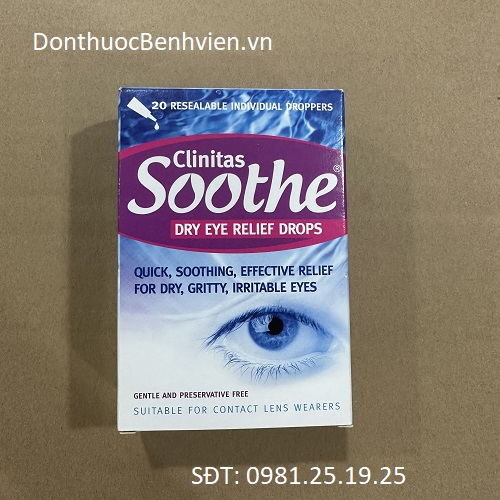 DonthuocBenhvien.vn
20 RESEALABLE INDIVIDUAL DROPPERS
Clinitas
Soothe®
DRY EYE RELIEF DROPS
QUICK, SOOTHING, EFFECTIVE RELIEF
FOR DRY, GRITTY, IRRITABLE EYES
GENTLE AND PRESERVATIVE FREE
SUITABLE FOR CONTACT LENS WEARERS
SĐT: 0981.25.19.25